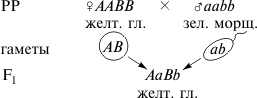 PP ♀AABB × ♂aabb
желт. гл. зел. морщ.
гаметы AB ab
F₁ AaBb
желт. гл.